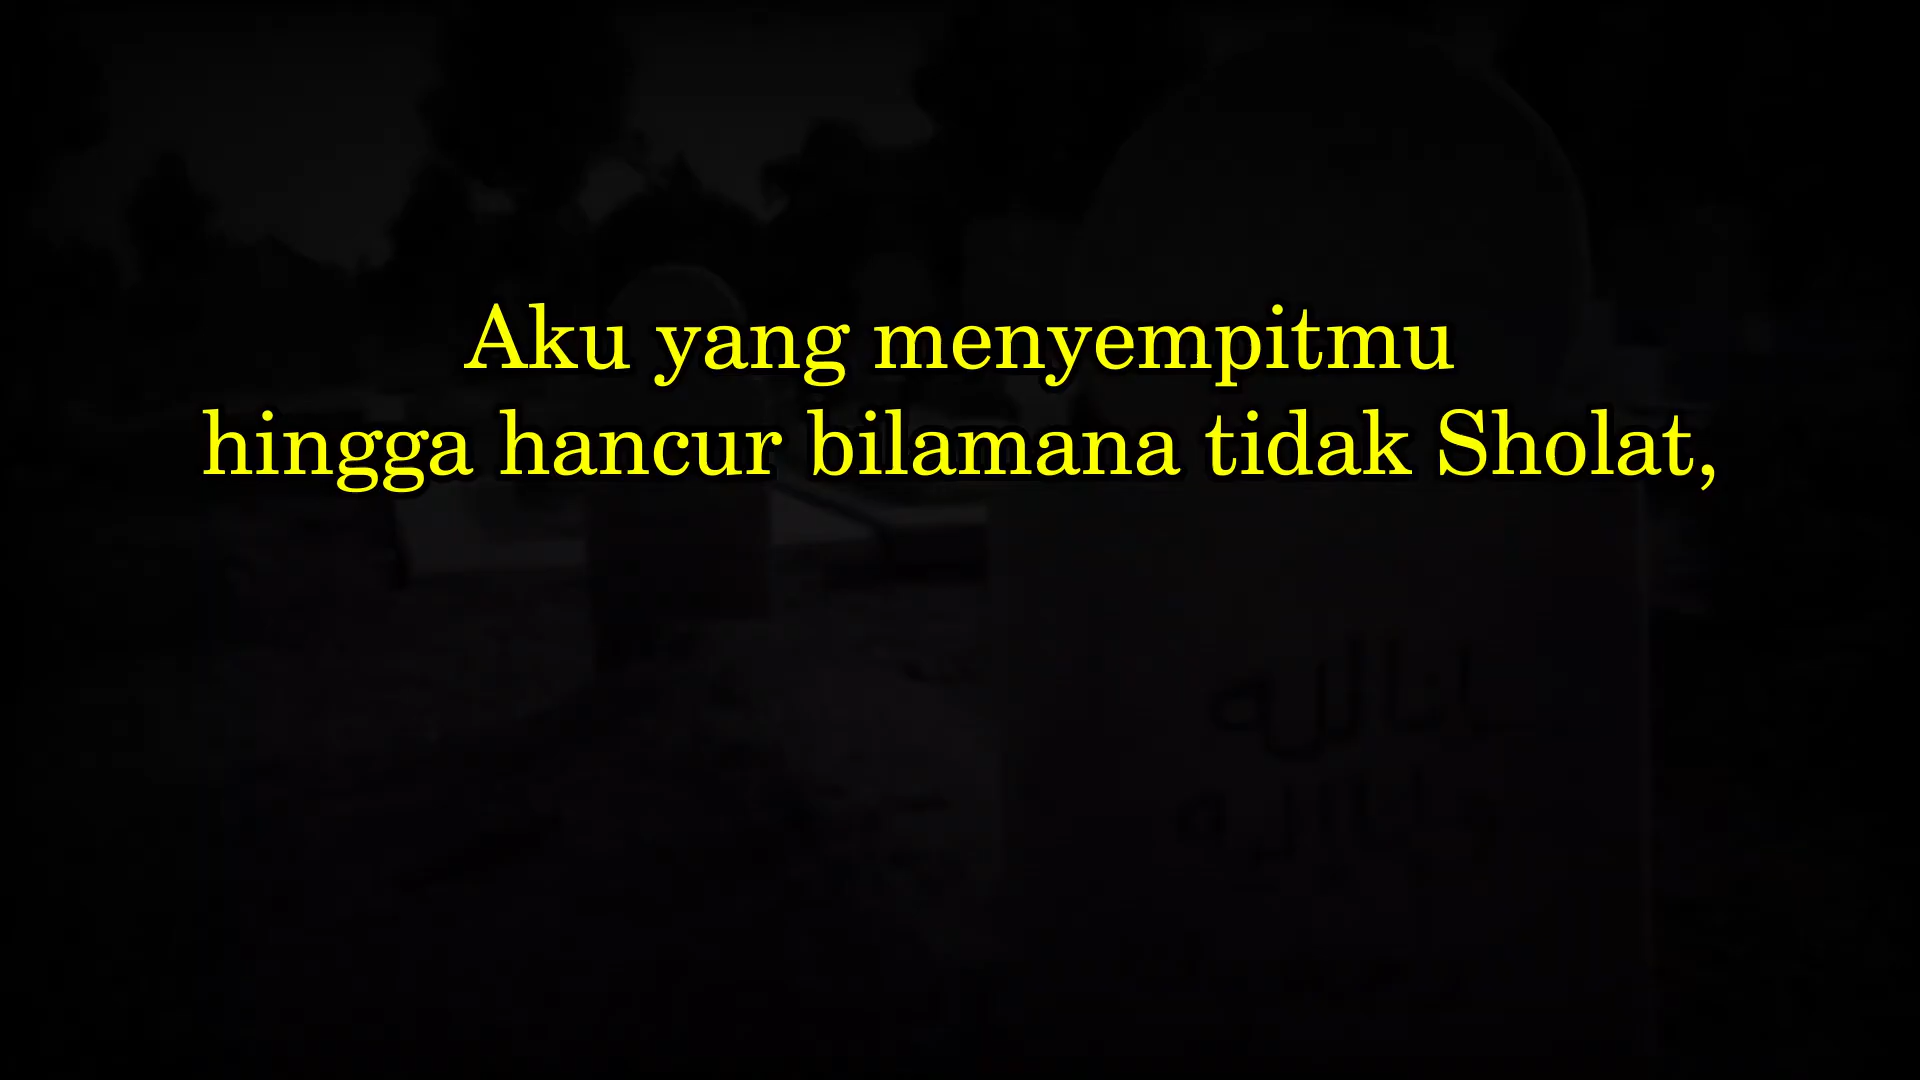 Aku yang menyempitmu
hingga hancur bilamana tidak Sholat,